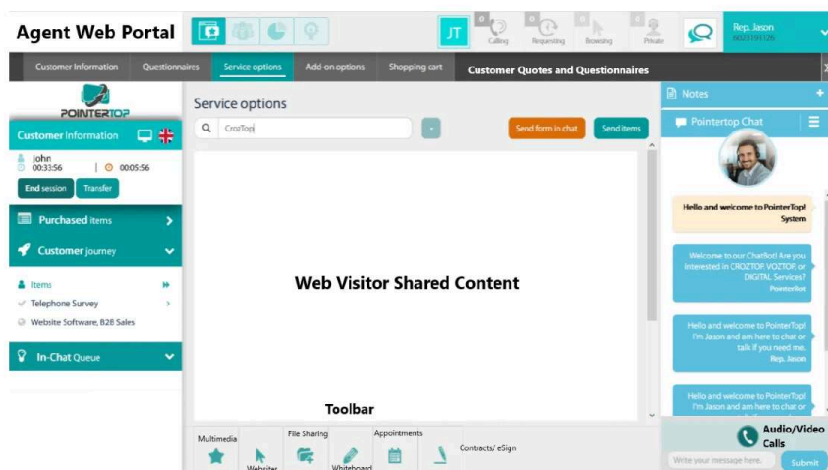 Agent Web Portal
JT
0
Calling
0
Requesting
0
Browsing
0
Private
Rep. Jason
Customer Information
Questionnaires
Service options
Add-on options
Shopping cart
Customer Quotes and Questionnaires
POINTERTOP
Customer Information
john
00:33:56 | 00:05:56
End session
Transfer
Purchased items
Customer journey
Items
Telephone Survey
Website Software, B2B Sales
In-Chat Queue
Service options
CrozTop
Send form in chat
Send items
Web Visitor Shared Content
Toolbar
Multimedia
Websites
File Sharing
Whiteboard
Appointments
Contracts/ eSign
Notes
Pointertop Chat
Hello and welcome to PointerTop!
System
Welcome to our ChatBot! Are you
interested in CROZTOP, VOZTOP, or
DIGITAL Services?
PointerBot
Hello and welcome to PointerTop!
I'm Jason and am here to chat or
talk if you need me.
Rep. Jason
Hello and welcome to PointerTop!
I'm Jason and am here to chat or
Audio/Video
Calls
Write your message here.
Submit